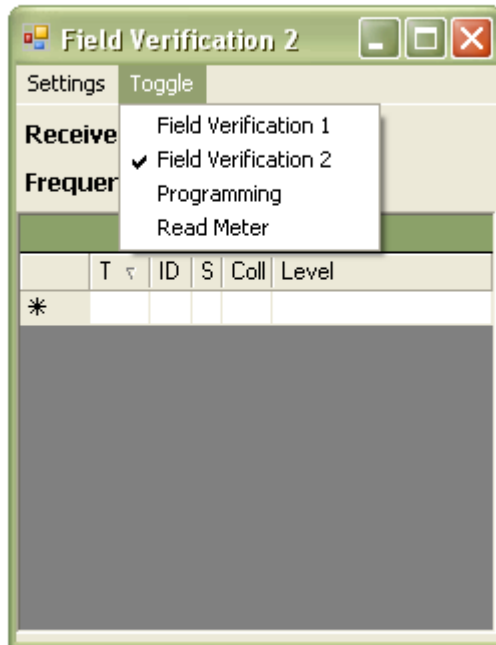 Field Verification 2
Settings Toggle
Field Verification 1
Receive
Field Verification 2
Frequer
Programming
Read Meter
T ID S Coll Level
*